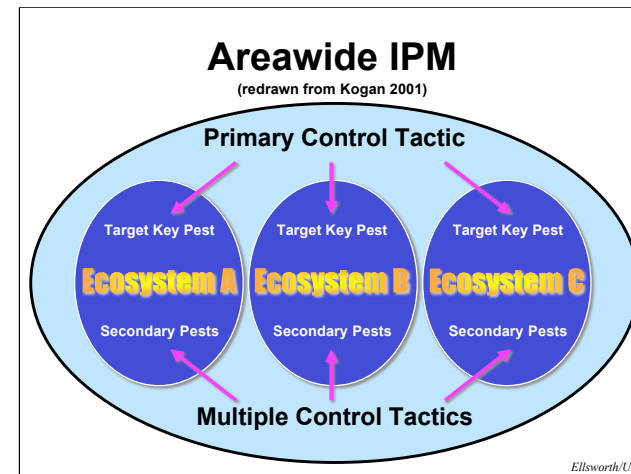 Areawide IPM
(redrawn from Kogan 2001)
Primary Control Tactic
Target Key Pest
Target Key Pest
Target Key Pest
Ecosystem A
Ecosystem B
Ecosystem C
Secondary Pests
Secondary Pests
Secondary Pests
Multiple Control Tactics
Ellsworth/U